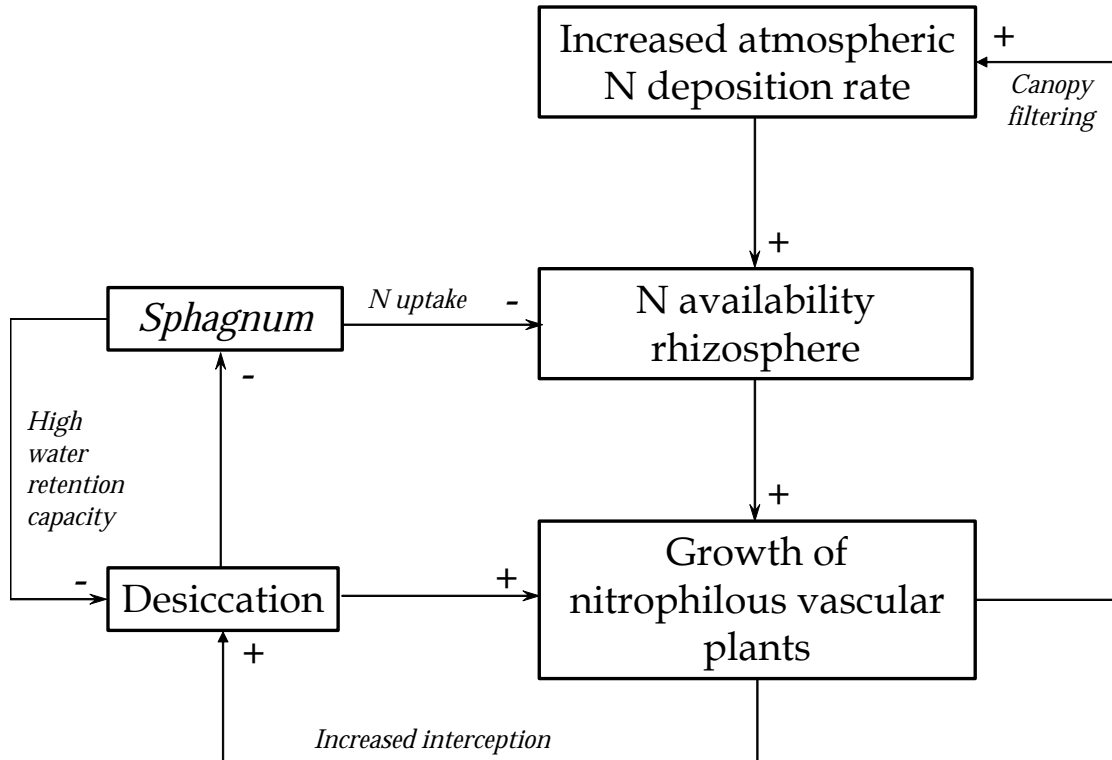 Increased atmospheric
N deposition rate
+
Canopy
filtering
+
Sphagnum
N uptake
-
N availability
rhizosphere
-
High
water
retention
capacity
+
-
Desiccation
+
Growth of
nitrophilous vascular
plants
+
Increased interception